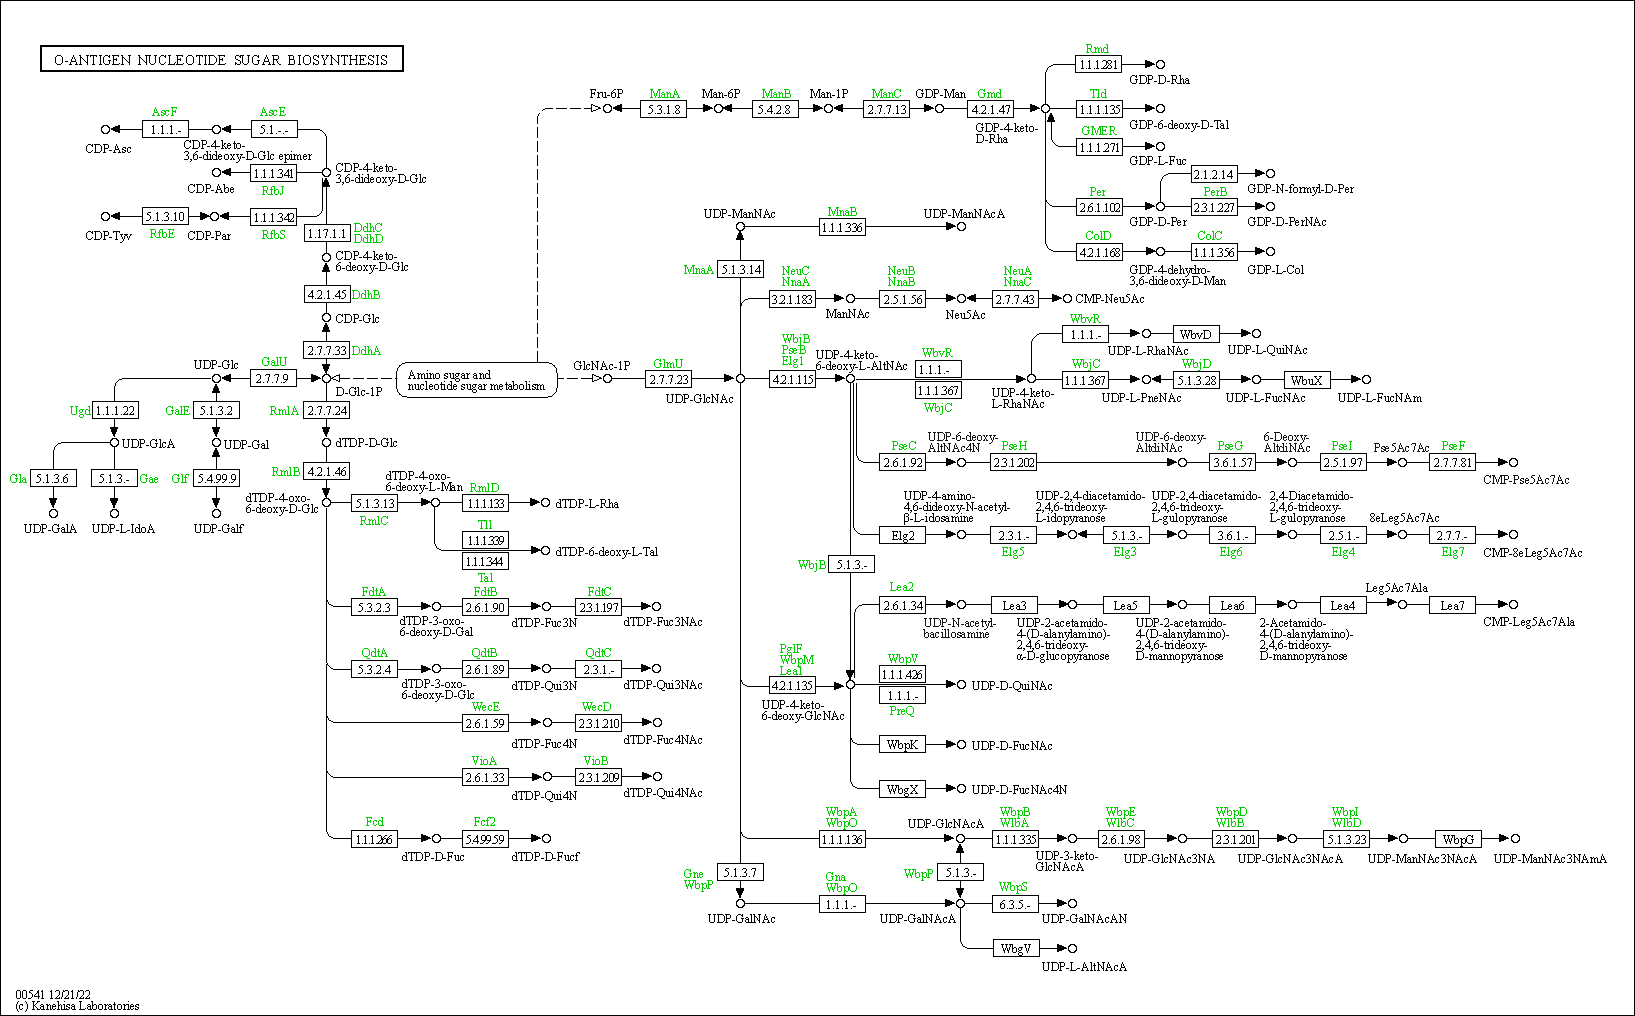 O-ANTIGEN NUCLEOTIDE SUGAR BIOSYNTHESIS
AscF
1.1.1.-
AscE
5.1.-.-
CDP-Asc
CDP-4-keto-
3,6-dideoxy-D-Glc epimer
1.1.1.341
RfbJ
CDP-Abe
CDP-4-keto-
3,6-dideoxy-D-Glc
5.1.3.10
RfbE
1.1.1.342
RfbS
CDP-Tyv
CDP-Par
1.17.1.1
DdhC
DdhD
CDP-4-keto-
6-deoxy-D-Glc
4.2.1.45
DdhB
CDP-Glc
2.7.7.33
DdhA
UDP-Glc
GalU
2.7.7.9
D-Glc-1P
Amino sugar and
nucleotide sugar metabolism
Ugd
1.1.1.22
GalE
5.1.3.2
RmlA
2.7.7.24
UDP-GlcA
UDP-Gal
dTDP-D-Glc
Gla
5.1.3.6
5.1.3.-
Gae
Glf
5.4.99.9
RmlB
4.2.1.46
UDP-GalA
UDP-L-IdoA
UDP-Galf
dTDP-4-oxo-
6-deoxy-D-Glc
5.1.3.13
RmlC
dTDP-4-oxo-
6-deoxy-L-Man
RmlD
1.1.1.133
dTDP-L-Rha
Tll
1.1.1.339
1.1.1.344
Tal
dTDP-6-deoxy-L-Tal
FdtA
5.3.2.3
FdtB
2.6.1.90
FdtC
2.3.1.197
dTDP-3-oxo-
6-deoxy-D-Gal
dTDP-Fuc3N
dTDP-Fuc3NAc
QdtA
5.3.2.4
QdtB
2.6.1.89
QdtC
2.3.1.-
dTDP-3-oxo-
6-deoxy-D-Glc
dTDP-Qui3N
dTDP-Qui3NAc
WecE
2.6.1.59
WecD
2.3.1.210
dTDP-Fuc4N
dTDP-Fuc4NAc
VioA
2.6.1.33
VioB
2.3.1.209
dTDP-Qui4N
dTDP-Qui4NAc
Fcd
1.1.1.266
Fcf2
5.4.99.59
dTDP-D-Fuc
dTDP-D-Fucf
Fru-6P
ManA
5.3.1.8
Man-6P
ManB
5.4.2.8
Man-1P
ManC
2.7.7.13
GDP-Man
Gmd
4.2.1.47
GDP-4-keto-
D-Rha
Rmd
1.1.1.281
GDP-D-Rha
Tld
1.1.1.135
GDP-6-deoxy-D-Tal
GMER
1.1.1.271
GDP-L-Fuc
2.1.2.14
GDP-N-formyl-D-Per
Per
2.6.1.102
PerB
2.3.1.227
GDP-D-Per
GDP-D-PerNAc
ColD
4.2.1.168
ColC
1.1.1.356
GDP-4-dehydro-
3,6-dideoxy-D-Man
GDP-L-Col
UDP-ManNAc
MnaB
1.1.1.336
UDP-ManNAcA
MnaA
5.1.3.14
NeuC
NnaA
3.2.1.183
NeuB
NnaB
2.5.1.56
NeuA
NnaC
2.7.7.43
CMP-Neu5Ac
ManNAc
Neu5Ac
GlcNAc-1P
GlmU
2.7.7.23
UDP-GlcNAc
WbjB
PseB
Elg1
4.2.1.115
UDP-4-keto-
6-deoxy-L-AltNAc
WbvR
1.1.1.-
1.1.1.367
WbjC
UDP-4-keto-
L-RhaNAc
WbvR
1.1.1.-
WbvD
UDP-L-RhaNAc
UDP-L-QuiNAc
WbjC
1.1.1.367
WbjD
5.1.3.28
WbuX
UDP-L-PneNAc
UDP-L-FucNAc
UDP-L-FucNAm
PseC
2.6.1.92
UDP-6-deoxy-
AltNAc4N
PseH
2.3.1.202
UDP-6-deoxy-
AltdiNAc
PseG
3.6.1.57
6-Deoxy-
AltdiNAc
PseI
2.5.1.97
Pse5Ac7Ac
PseF
2.7.7.81
CMP-Pse5Ac7Ac
UDP-4-amino-
4,6-dideoxy-N-acetyl-
β-L-idosamine
UDP-2,4-diacetamido-
2,4,6-trideoxy-
L-idopyranose
UDP-2,4-diacetamido-
2,4,6-trideoxy-
L-gulopyranose
2,4-Diacetamido-
2,4,6-trideoxy-
L-gulopyranose
8eLeg5Ac7Ac
Elg2
2.3.1.-
Elg5
5.1.3.-
Elg3
3.6.1.-
Elg6
2.5.1.-
Elg4
2.7.7.-
Elg7
CMP-8eLeg5Ac7Ac
WbjB
5.1.3.-
Lea2
2.6.1.34
Lea3
Lea5
Lea6
Lea4
Leg5Ac7Ala
Lea7
UDP-N-acetyl-
bacillosamine
UDP-2-acetamido-
4-(D-alanylamino)-
2,4,6-trideoxy-
α-D-glucopyranose
UDP-2-acetamido-
4-(D-alanylamino)-
2,4,6-trideoxy-
D-mannopyranose
2-Acetamido-
4-(D-alanylamino)-
2,4,6-trideoxy-
D-mannopyranose
CMP-Leg5Ac7Ala
PglF
WbpM
Lea1
4.2.1.135
UDP-4-keto-
6-deoxy-GlcNAc
WbpV
1.1.1.426
1.1.1.-
PreQ
UDP-D-QuiNAc
WbpK
UDP-D-FucNAc
WbgX
UDP-D-FucNAc4N
WbpA
WbpO
1.1.1.136
UDP-GlcNAcA
WbpB
WlbA
1.1.1.335
WbpE
WlbC
2.6.1.98
WbpD
WlbB
2.3.1.201
WbpI
WlbD
5.1.3.23
WbpG
UDP-3-keto-
GlcNAcA
UDP-GlcNAc3NA
UDP-GlcNAc3NAcA
UDP-ManNAc3NAcA
UDP-ManNAc3NAmA
Gne
WbpP
5.1.3.7
WbpP
5.1.3.-
Gna
WbpO
1.1.1.-
WbpS
6.3.5.-
UDP-GalNAc
UDP-GalNAcA
UDP-GalNAcAN
WbgV
UDP-L-AltNAcA
00541 12/21/22
(c) Kanehisa Laboratories